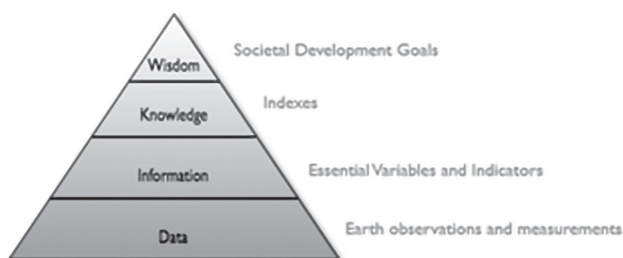 Wisdom
Societal Development Goals
Knowledge
Indexes
Information
Essential Variables and Indicators
Data
Earth observations and measurements